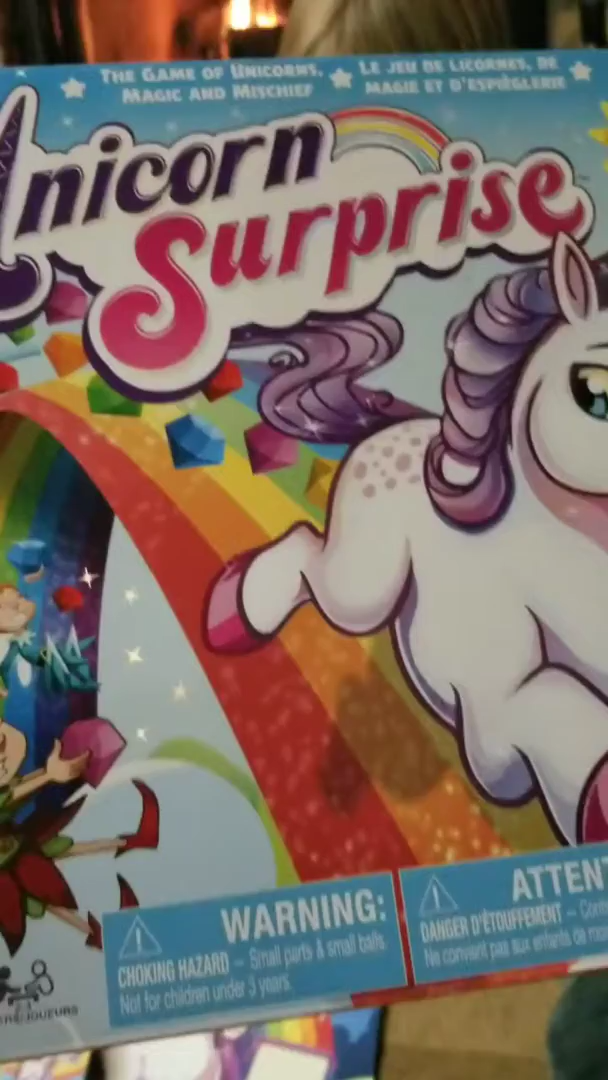 THE GAME OF UNICORNS,
MAGIC AND MISCHIEF
LE JEU DE LICORNES, DE
MAGIE ET D'ESPIÈGLERIE
Unicorn
Surprise
WARNING:
CHOKING HAZARD – Small parts & small balls.
Not for children under 3 years.
ATTENT
DANGER D'ÉTOUFFEMENT –
Ne convient pas aux enfants de
JOUEURS